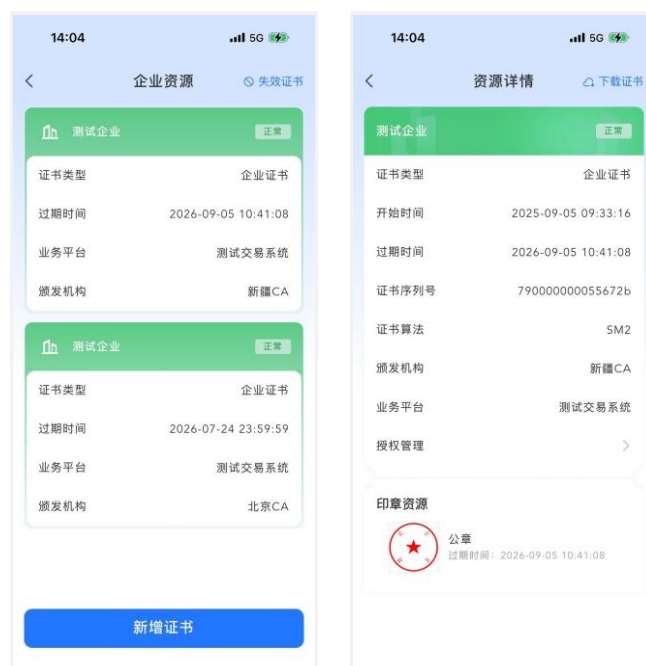 14:04
5G
企业资源
失效证书
测试企业
正常
证书类型 企业证书
过期时间 2026-09-05 10:41:08
业务平台 测试交易系统
颁发机构 新疆CA
测试企业
正常
证书类型 企业证书
过期时间 2026-07-24 23:59:59
业务平台 测试交易系统
颁发机构 北京CA
新增证书
14:04
5G
资源详情
下载证书
测试企业
正常
证书类型 企业证书
开始时间 2025-09-05 09:33:16
过期时间 2026-09-05 10:41:08
证书序列号 790000000055672b
证书算法 SM2
颁发机构 新疆CA
业务平台 测试交易系统
授权管理
印章资源
公章
过期时间：2026-09-05 10:41:08